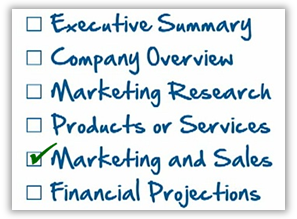 Executive Summary
Company Overview
Marketing Research
Products or Services
Marketing and Sales
Financial Projections